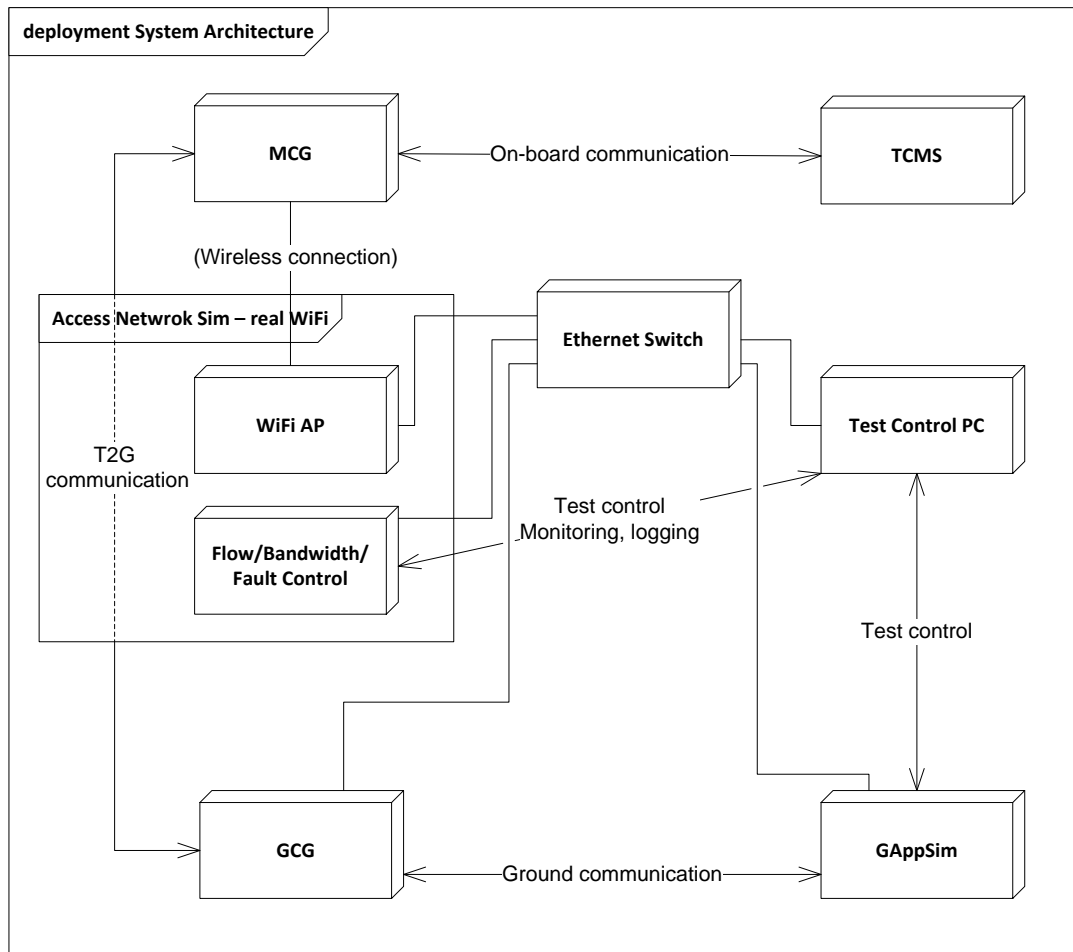 deployment System Architecture
MCG
On-board communication
TCMS
(Wireless connection)
Access Netwrok Sim – real WiFi
Ethernet Switch
WiFi AP
Test Control PC
T2G
communication
Test control
Monitoring, logging
Flow/Bandwidth/
Fault Control
Test control
GCG
Ground communication
GAppSim